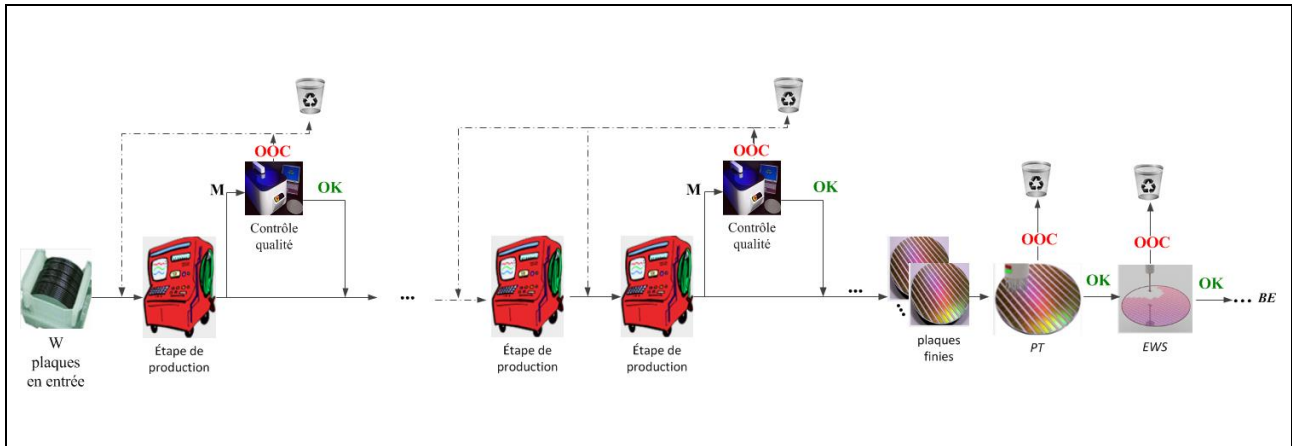 OOC
M
OK
Contrôle
qualité
W
plaques
en entrée
Étape de
production
...
OOC
M
OK
Contrôle
qualité
Étape de
production
Étape de
production
...
plaques
finies
OOC
PT
OK
OOC
EWS
OK
... BE